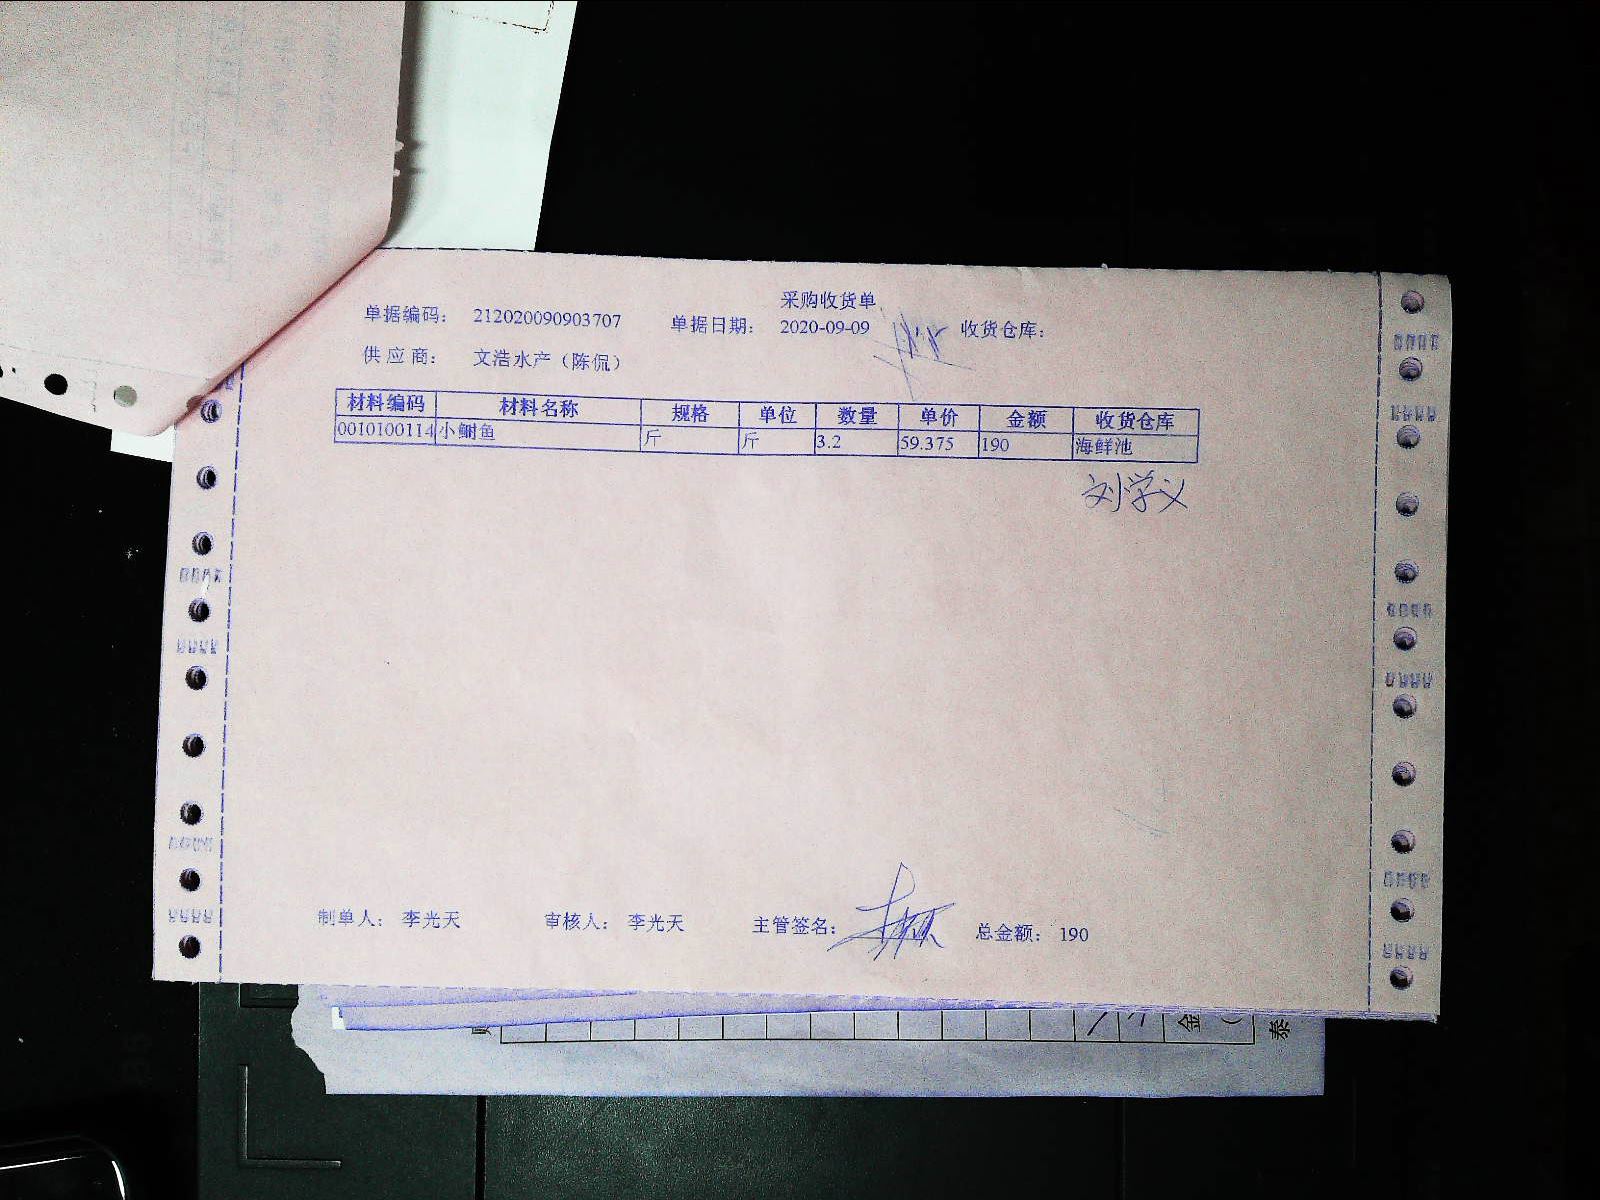 采购收货单
单据编码： 212020090903707 单据日期： 2020-09-09 收货仓库：
供 应 商： 文浩水产（陈侃）
材料编码 材料名称 规格 单位 数量 单价 金额 收货仓库
0010100114 小鲥鱼 斤 斤 3.2 59.375 190 海鲜池
刘学义
制单人： 李光天 审核人： 李光天 主管签名： 总金额： 190
金
泰